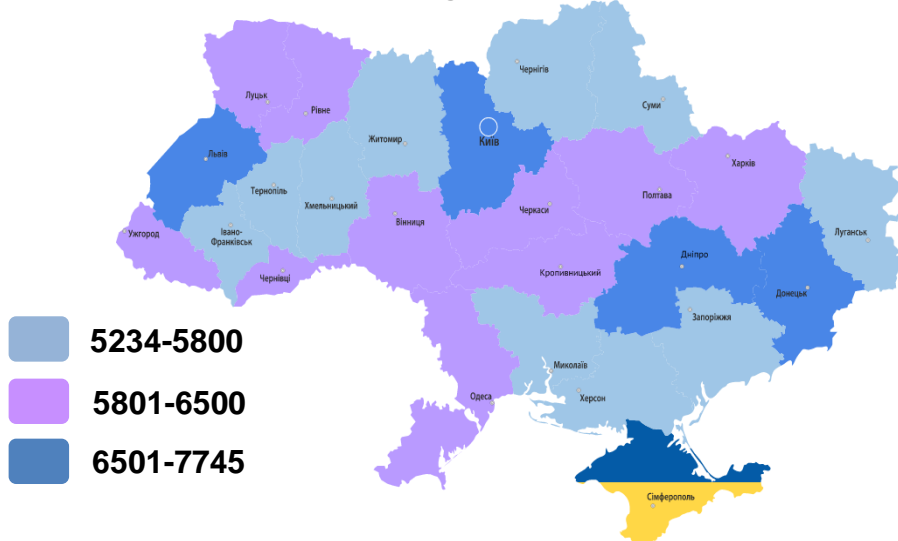 Чернігів
Луцьк
Рівне
Суми
Житомир
Київ
Львів
Харків
Тернопіль
Хмельницький
Полтава
Черкаси
Вінниця
Ужгород
Івано-
Франківськ
Луганськ
Дніпро
Чернівці
Кропивницький
Донецьк
Запоріжжя
5234-5800
Миколаїв
5801-6500
Одеса
Херсон
6501-7745
Сімферополь